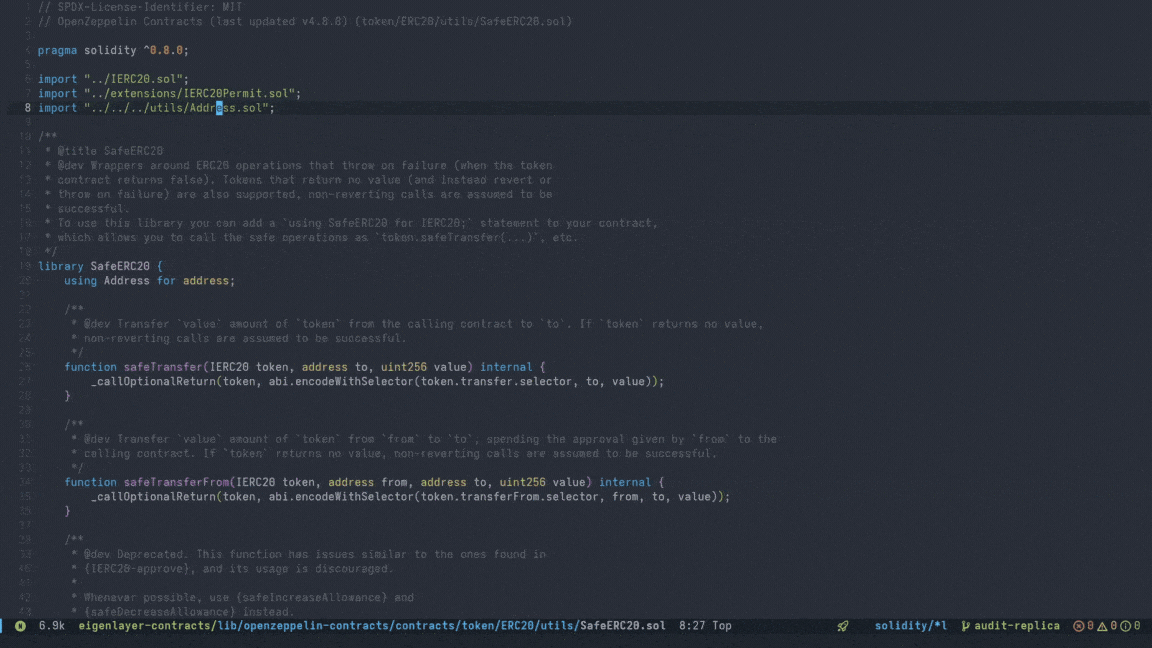 1 // SPDX-License-Identifier: MIT
2 // OpenZeppelin Contracts (last updated v4.8.8) (token/ERC20/utils/SafeERC20.sol)
3
4 pragma solidity ^0.8.0;
5
6 import "../IERC20.sol";
7 import "../extensions/IERC20Permit.sol";
8 import "../../../utils/Address.sol";
9
10 /**
11 * @title SafeERC20
12 * @dev Wrappers around ERC20 operations that throw on failure (when the token
13 * contract returns false). Tokens that return no value (and instead revert or
14 * throw on failure) are also supported, non-reverting calls are assumed to be
15 * successful.
16 * To use this library you can add a `using SafeERC20 for IERC20;` statement to your contract,
17 * which allows you to call the safe operations as `token.safeTransfer(...)`, etc.
18 */
19 library SafeERC20 {
20 using Address for address;
21
22 /**
23 * @dev Transfer `value` amount of `token` from the calling contract to `to`. If `token` returns no value,
24 * non-reverting calls are assumed to be successful.
25 */
26 function safeTransfer(IERC20 token, address to, uint256 value) internal {
27 _callOptionalReturn(token, abi.encodeWithSelector(token.transfer.selector, to, value));
28 }
29
30 /**
31 * @dev Transfer `value` amount of `token` from `from` to `to`, spending the approval given by `from` to the
32 * calling contract. If `token` returns no value, non-reverting calls are assumed to be successful.
33 */
34 function safeTransferFrom(IERC20 token, address from, address to, uint256 value) internal {
35 _callOptionalReturn(token, abi.encodeWithSelector(token.transferFrom.selector, from, to, value));
36 }
37
38 /**
39 * @dev Deprecated. This function has issues similar to the ones found in
40 * {IERC20-approve}, and its usage is discouraged.
41 *
42 * Whenever possible, use {safeIncreaseAllowance} and
43 * {safeDecreaseAllowance} instead.
N 6.9k eigenlayer-contracts/lib/openzeppelin-contracts/contracts/token/ERC20/utils/SafeERC20.sol 8:27 Top solidity/*l audit-replica 0 0 0